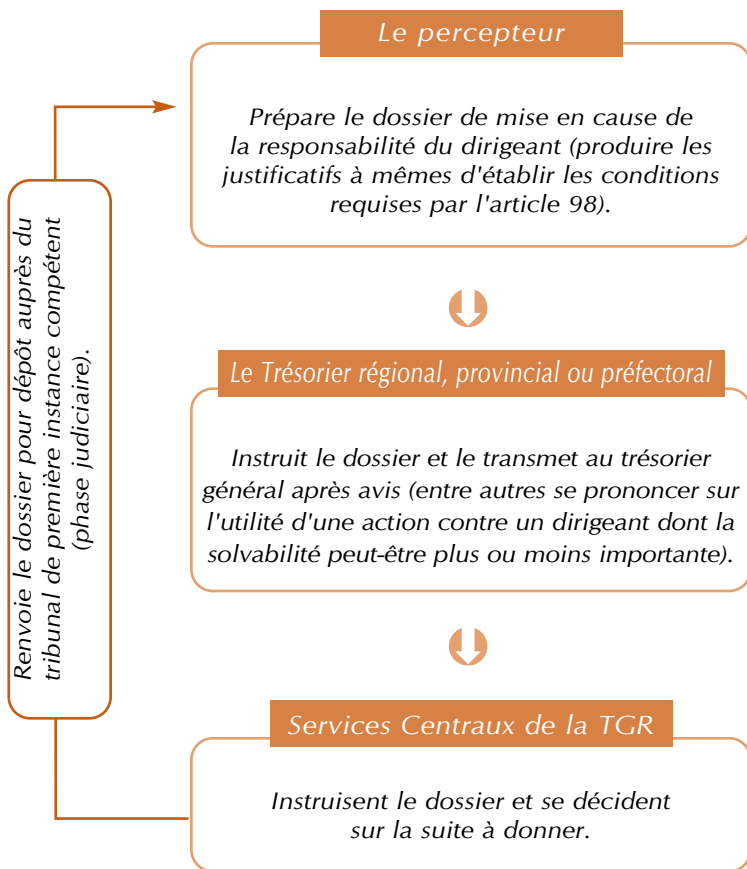 Le percepteur
Prépare le dossier de mise en cause de
la responsabilité du dirigeant (produire les
justificatifs à mêmes d'établir les conditions
requises par l'article 98).
Le Trésorier régional, provincial ou préfectoral
Instruit le dossier et le transmet au trésorier
général après avis (entre autres se prononcer sur
l'utilité d'une action contre un dirigeant dont la
solvabilité peut-être plus ou moins importante).
Services Centraux de la TGR
Instruisent le dossier et se décident
sur la suite à donner.
Renvoie le dossier pour dépôt auprès du
tribunal de première instance compétent
(phase judiciaire).